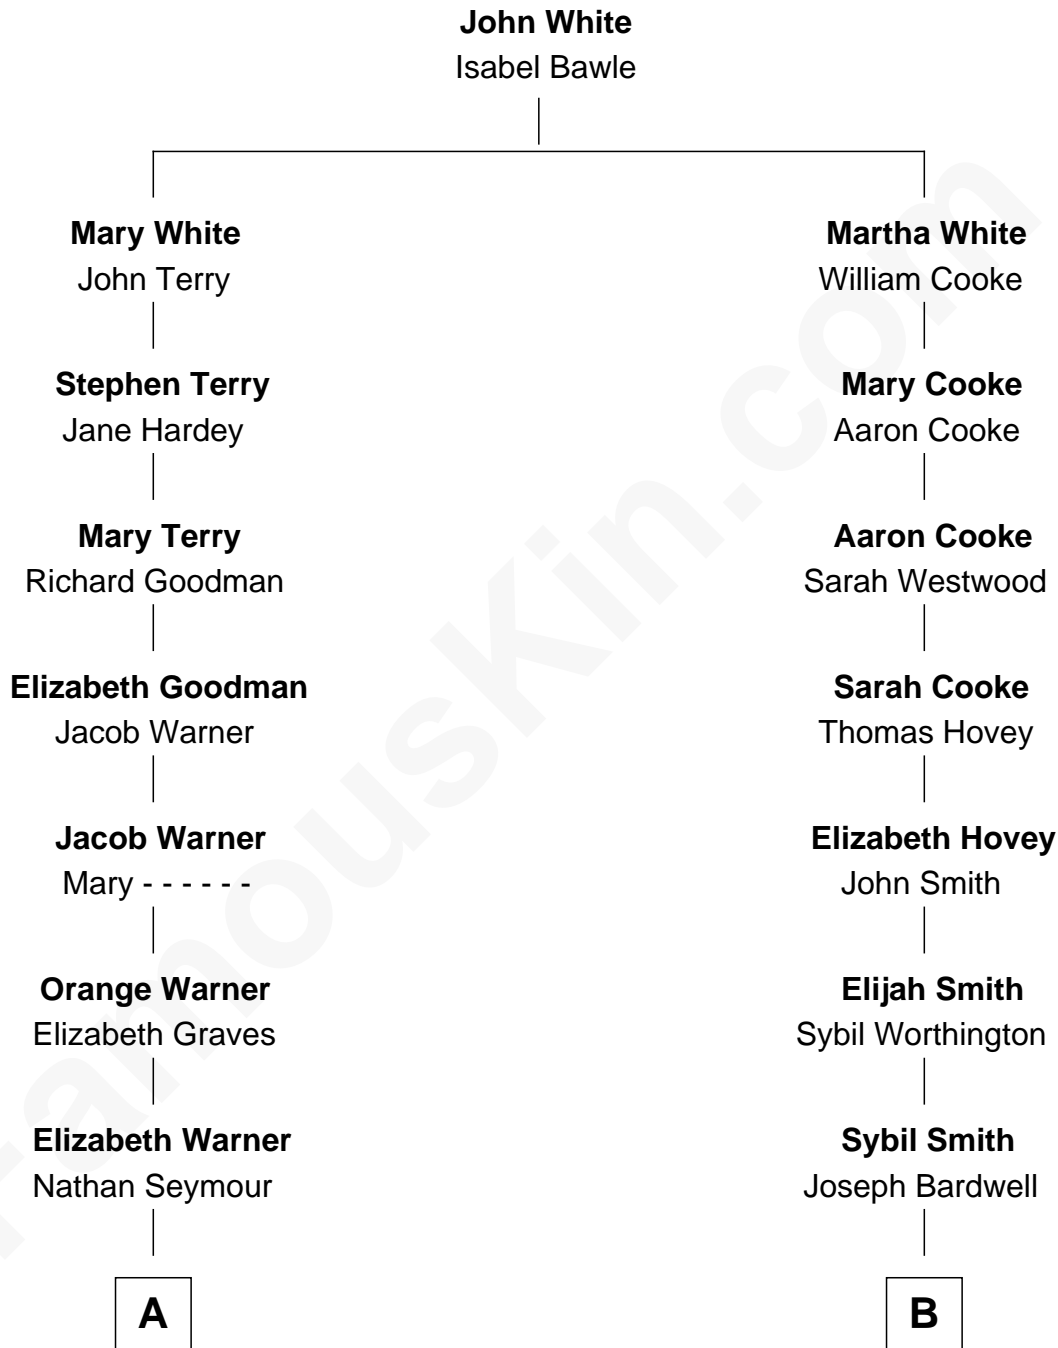 John White
Isabel Bawle
Mary White
John Terry
Stephen Terry
Jane Hardey
Mary Terry
Richard Goodman
Elizabeth Goodman
Jacob Warner
Jacob Warner
Mary - - - - - -
Orange Warner
Elizabeth Graves
Elizabeth Warner
Nathan Seymour
A
Martha White
William Cooke
Mary Cooke
Aaron Cooke
Aaron Cooke
Sarah Westwood
Sarah Cooke
Thomas Hovey
Elizabeth Hovey
John Smith
Elijah Smith
Sybil Worthington
Sybil Smith
Joseph Bardwell
B
FamousKin.com